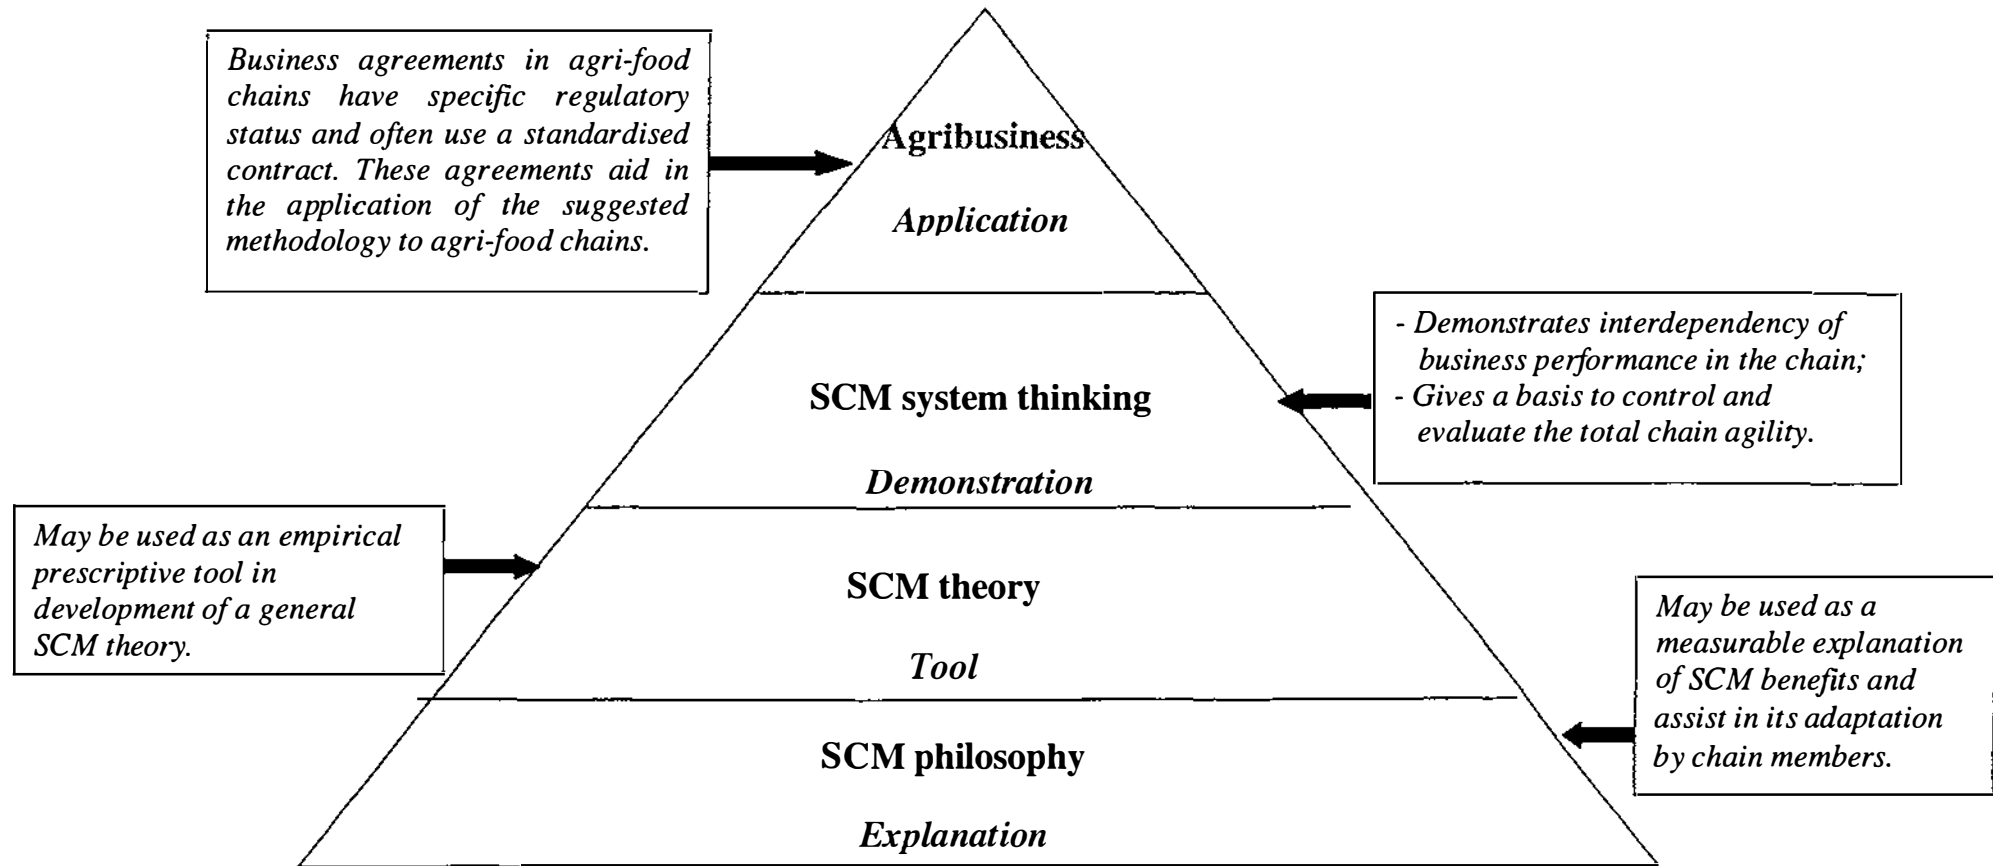 Business agreements in agri-food
chains have specific regulatory
status and often use a standardised
contract. These agreements aid in
the application of the suggested
methodology to agri-food chains.
Agribusiness
Application
SCM system thinking
Demonstration
- Demonstrates interdependency of
business performance in the chain;
- Gives a basis to control and
evaluate the total chain agility.
May be used as an empirical
prescriptive tool in
development of a general
SCM theory.
SCM theory
Tool
May be used as a
measurable explanation
of SCM benefits and
assist in its adaptation
by chain members.
SCM philosophy
Explanation